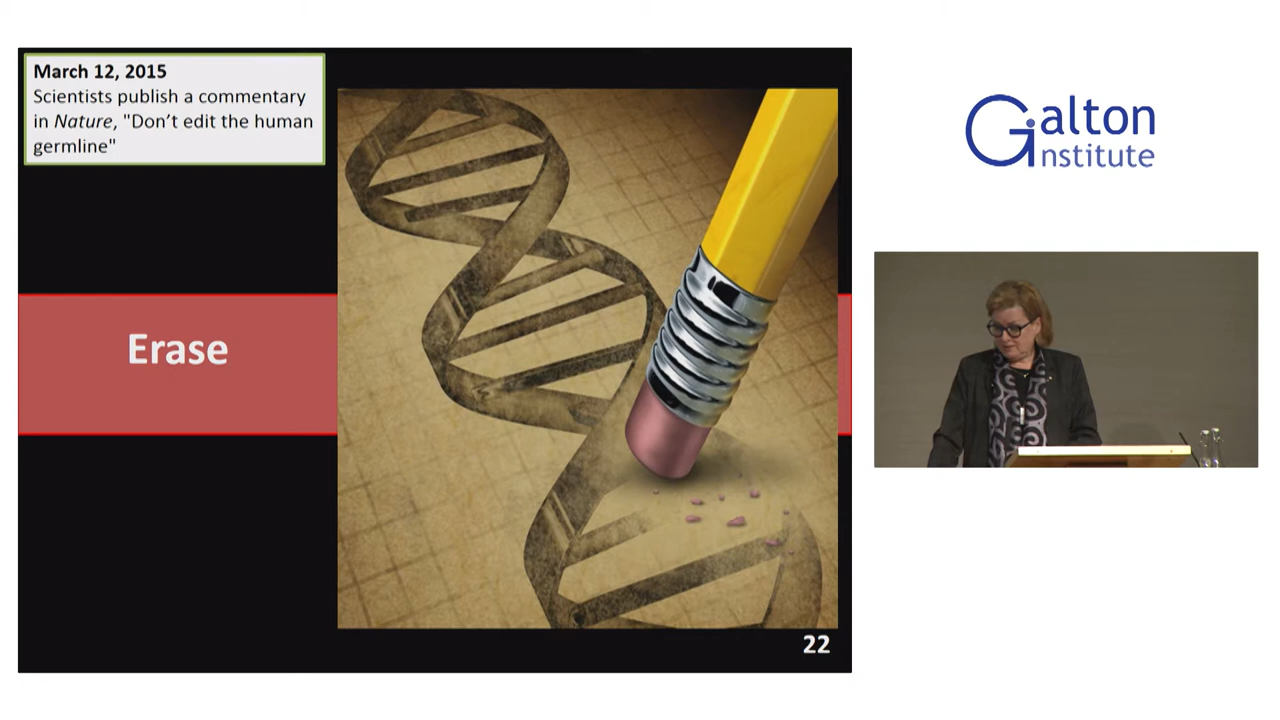 March 12, 2015
Scientists publish a commentary
in Nature, "Don’t edit the human
germline"
Erase
22
Galton
Institute